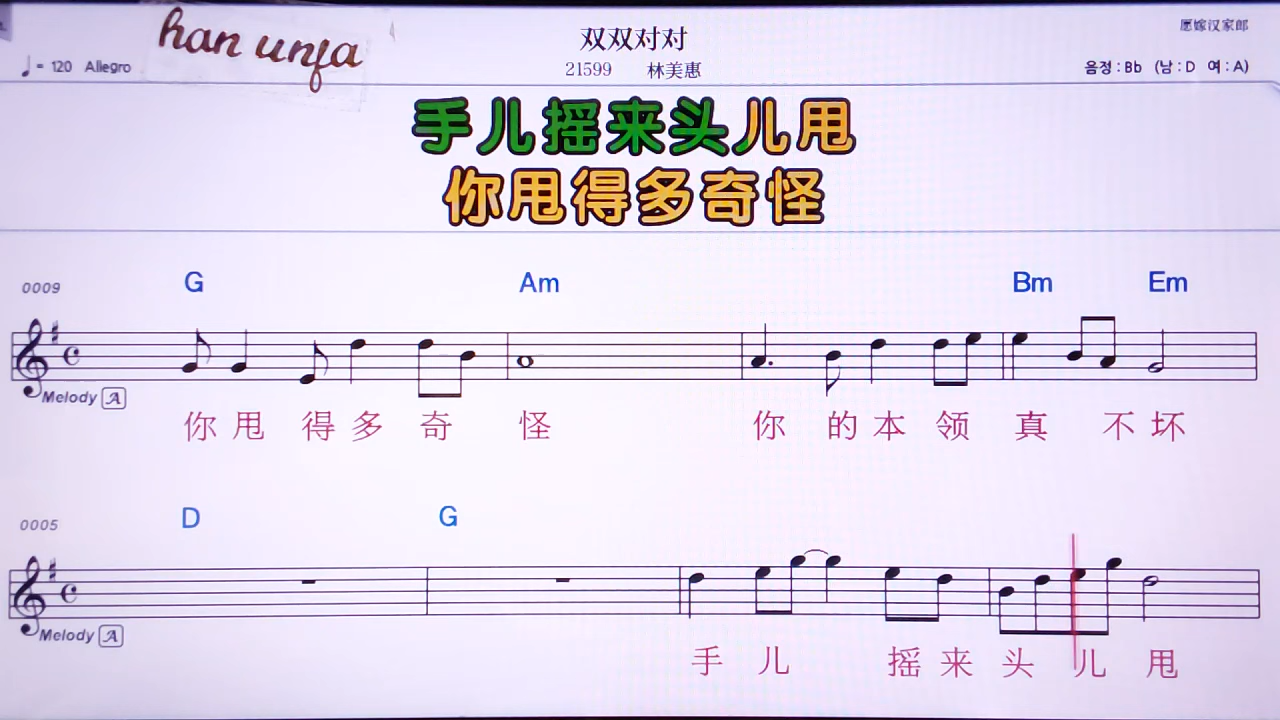 han unfa
双双对对
愿嫁汉家郎
♩= 120 Allegro
21599 林美惠
음정 : Bb (남 : D 여 : A)
手儿摇来头儿甩
你甩得多奇怪
0009 G Am Bm Em
Melody A
你 甩 得 多 奇 怪 你 的 本 领 真 不 坏
0005 D G
Melody A
手 儿 摇 来 头 儿 甩